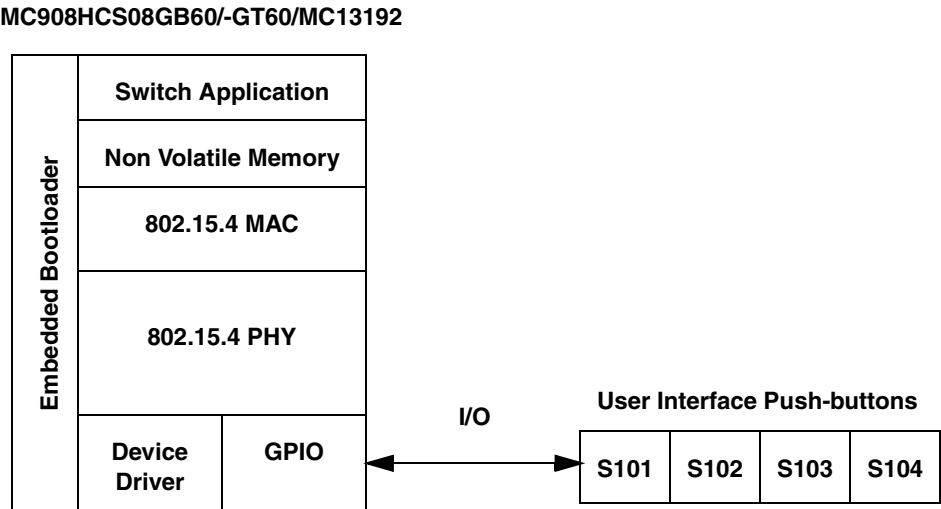 MC908HCS08GB60/-GT60/MC13192
Embedded Bootloader
Switch Application
Non Volatile Memory
802.15.4 MAC
802.15.4 PHY
Device
Driver
GPIO
I/O
User Interface Push-buttons
S101
S102
S103
S104